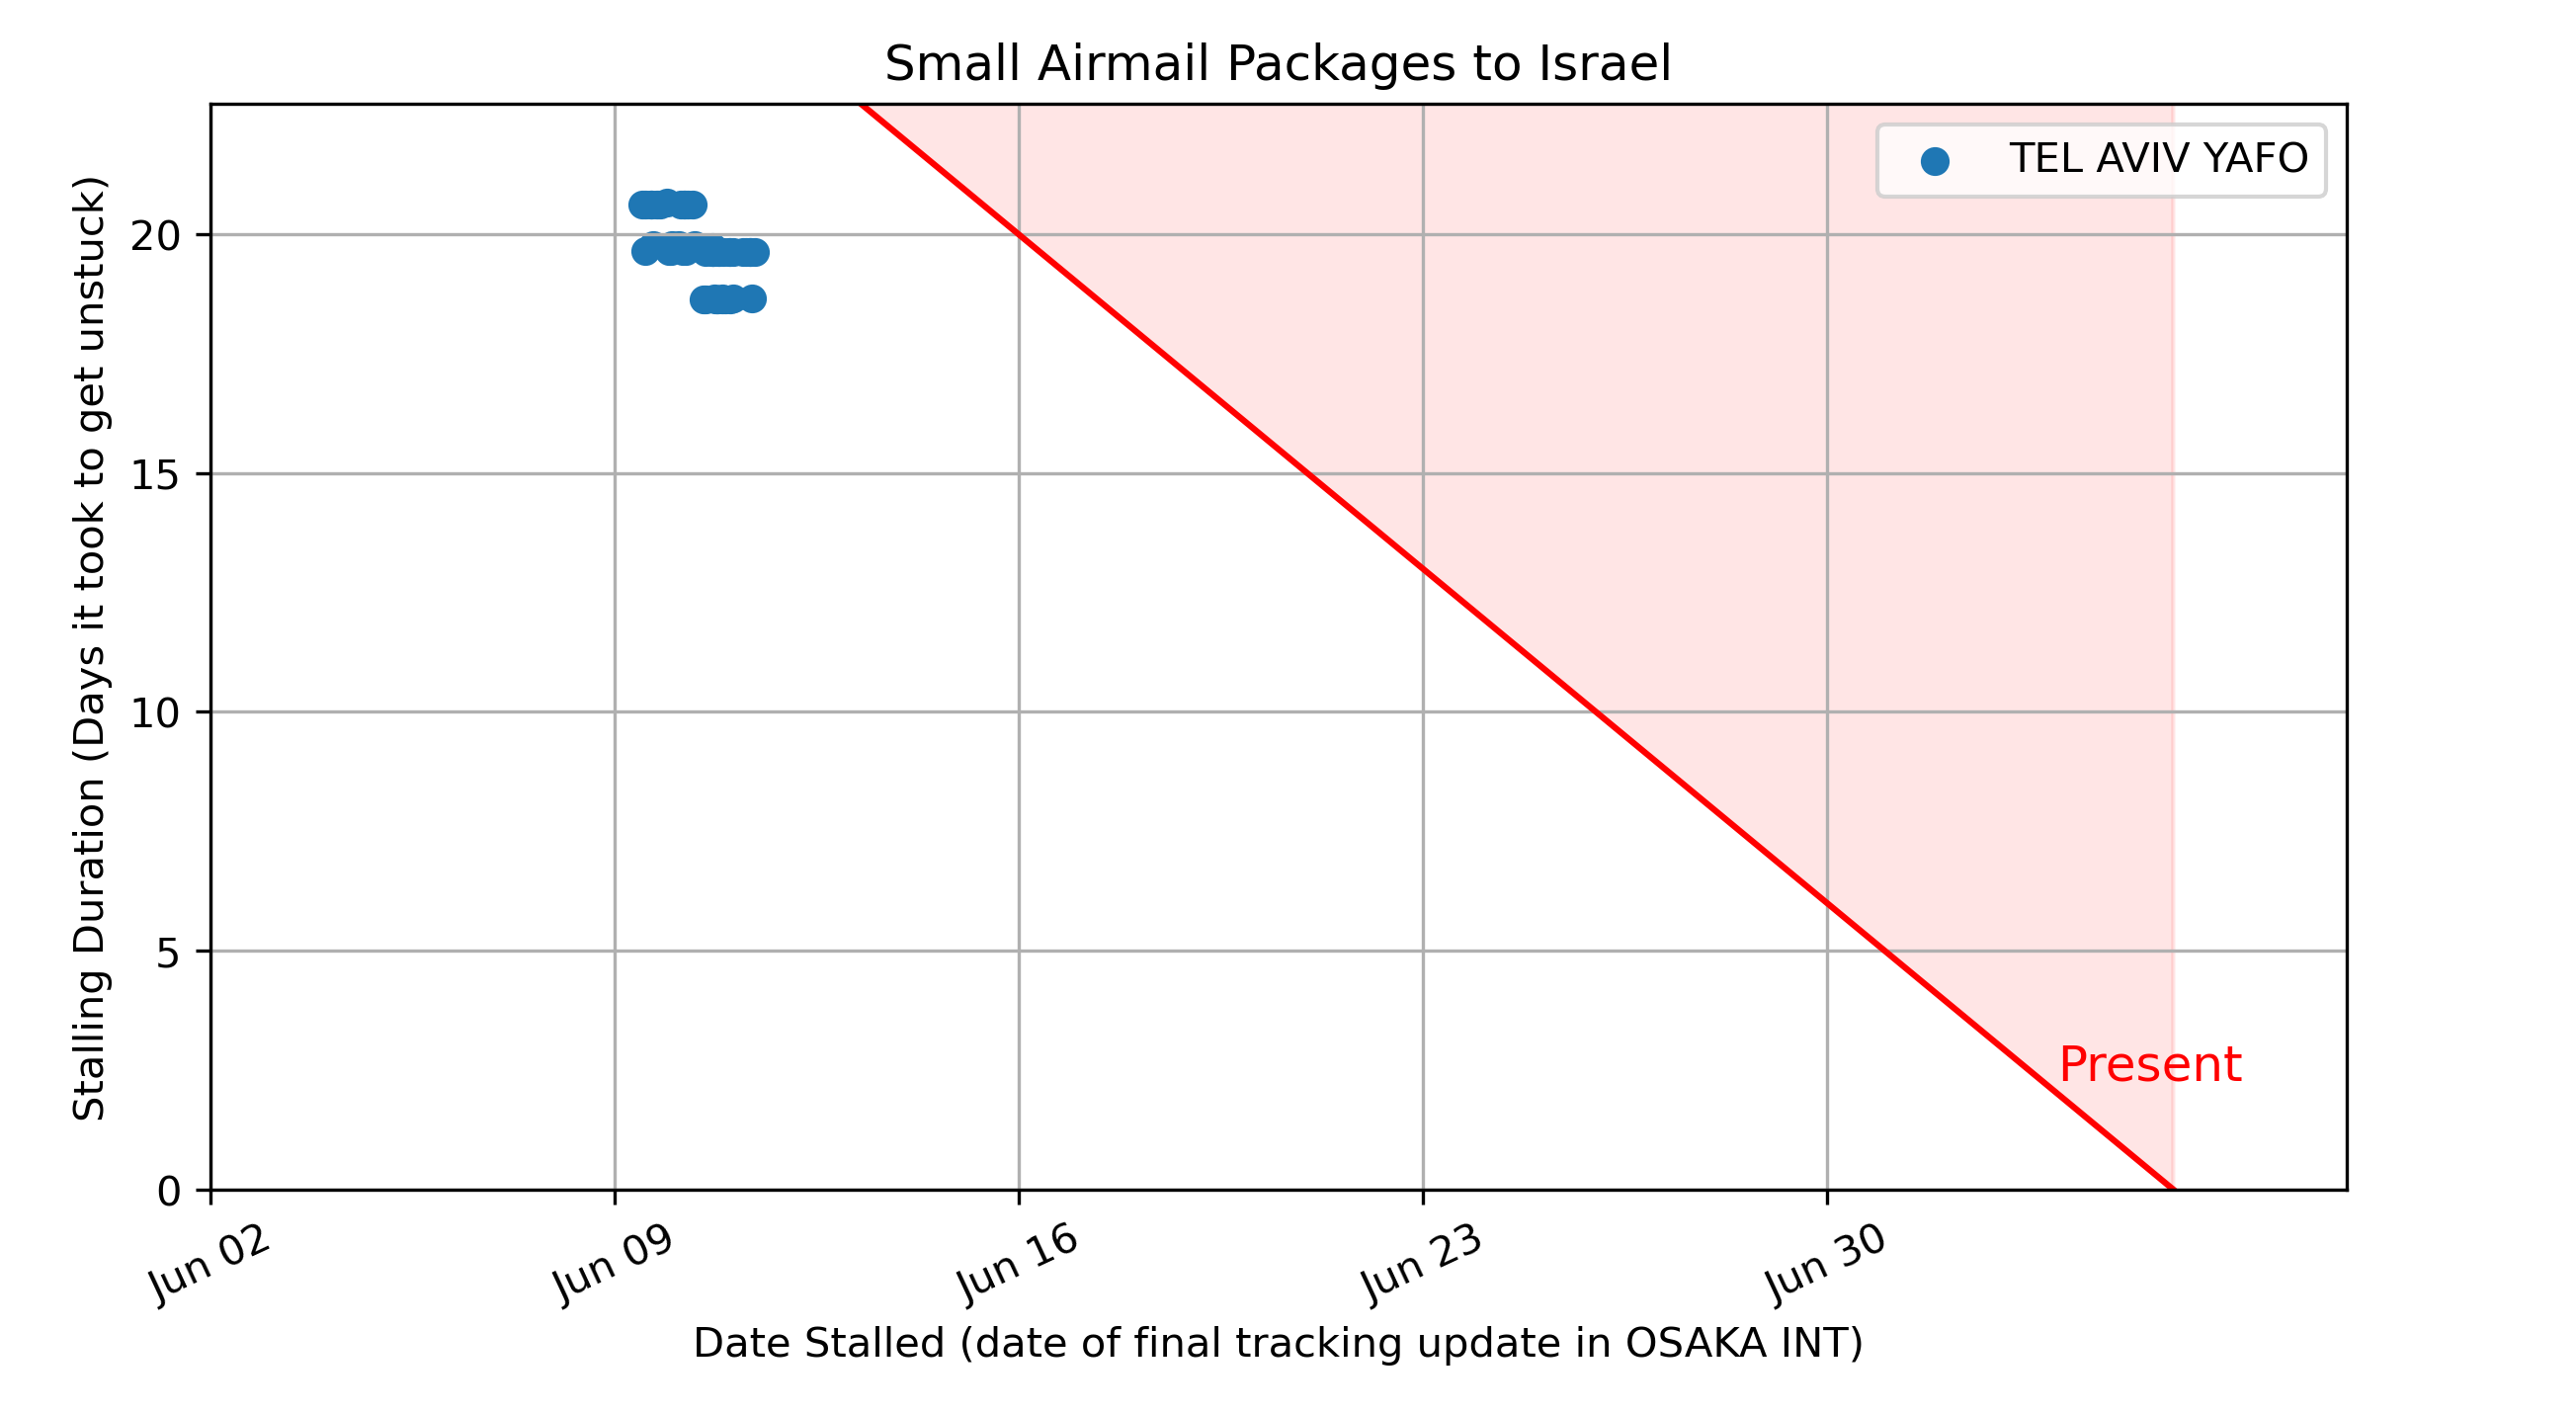 Small Airmail Packages to Israel
TEL AVIV YAFO
Stalling Duration (Days it took to get unstuck)
20
15
10
5
0
Present
Jun 02
Jun 09
Jun 16
Jun 23
Jun 30
Date Stalled (date of final tracking update in OSAKA INT)